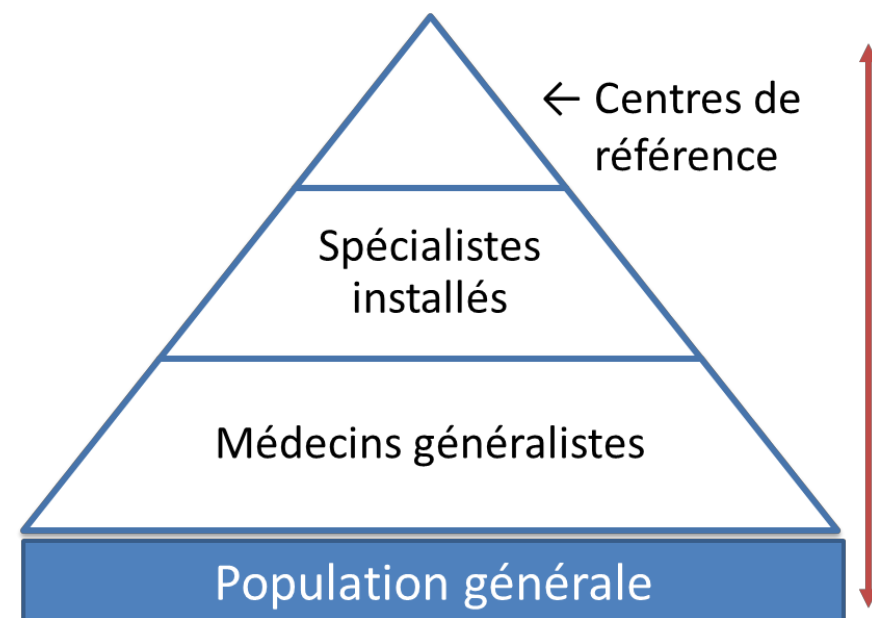 ← Centres de
référence
Spécialistes
installés
Médecins généralistes
Population générale